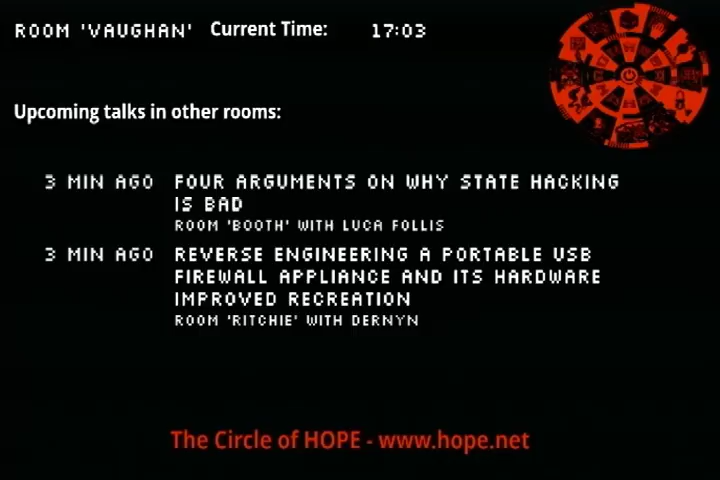 ROOM 'VAUGHAN' Current Time: 17:03
Upcoming talks in other rooms:
3 MIN AGO FOUR ARGUMENTS ON WHY STATE HACKING
IS BAD
ROOM 'BOOTH' WITH LUCA FOLLIS
3 MIN AGO REVERSE ENGINEERING A PORTABLE USB
FIREWALL APPLIANCE AND ITS HARDWARE
IMPROVED RECREATION
ROOM 'RITCHIE' WITH DERNYN
The Circle of HOPE - www.hope.net